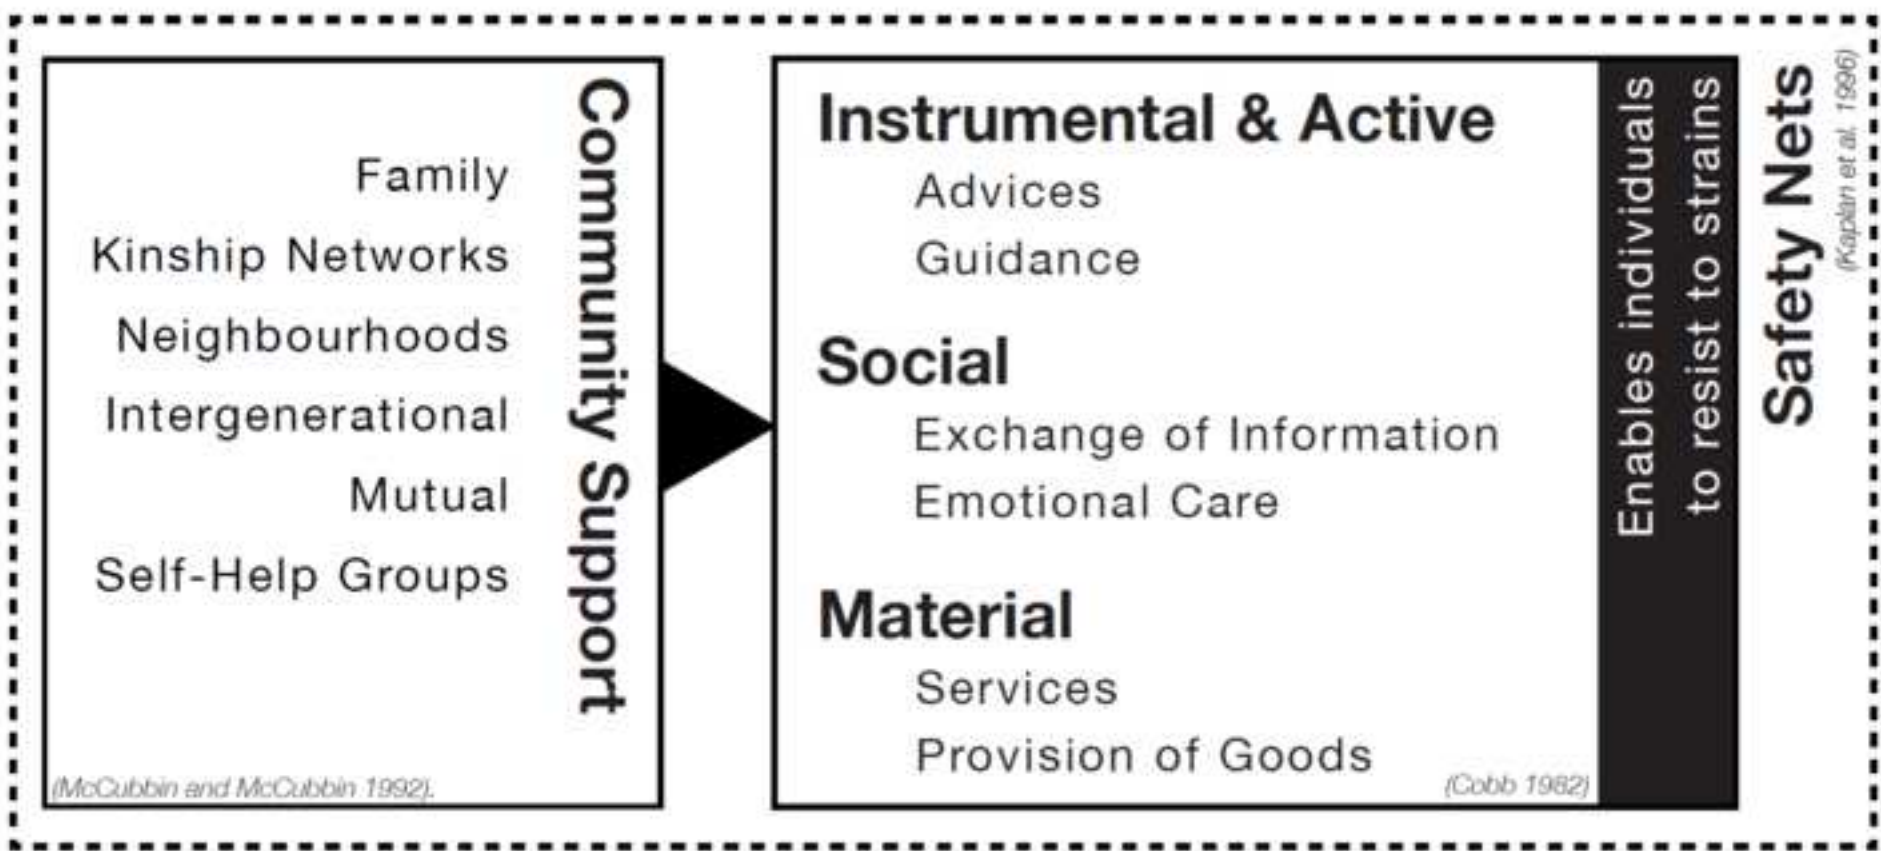 Family
Kinship Networks
Neighbourhoods
Intergenerational
Mutual
Self-Help Groups
(McCubbin and McCubbin 1992).
Community Support
Instrumental & Active
Advices
Guidance
Social
Exchange of Information
Emotional Care
Material
Services
Provision of Goods
(Cobb 1982)
Enables individuals
to resist to strains
Safety Nets
(Kaplan et al. 1996)